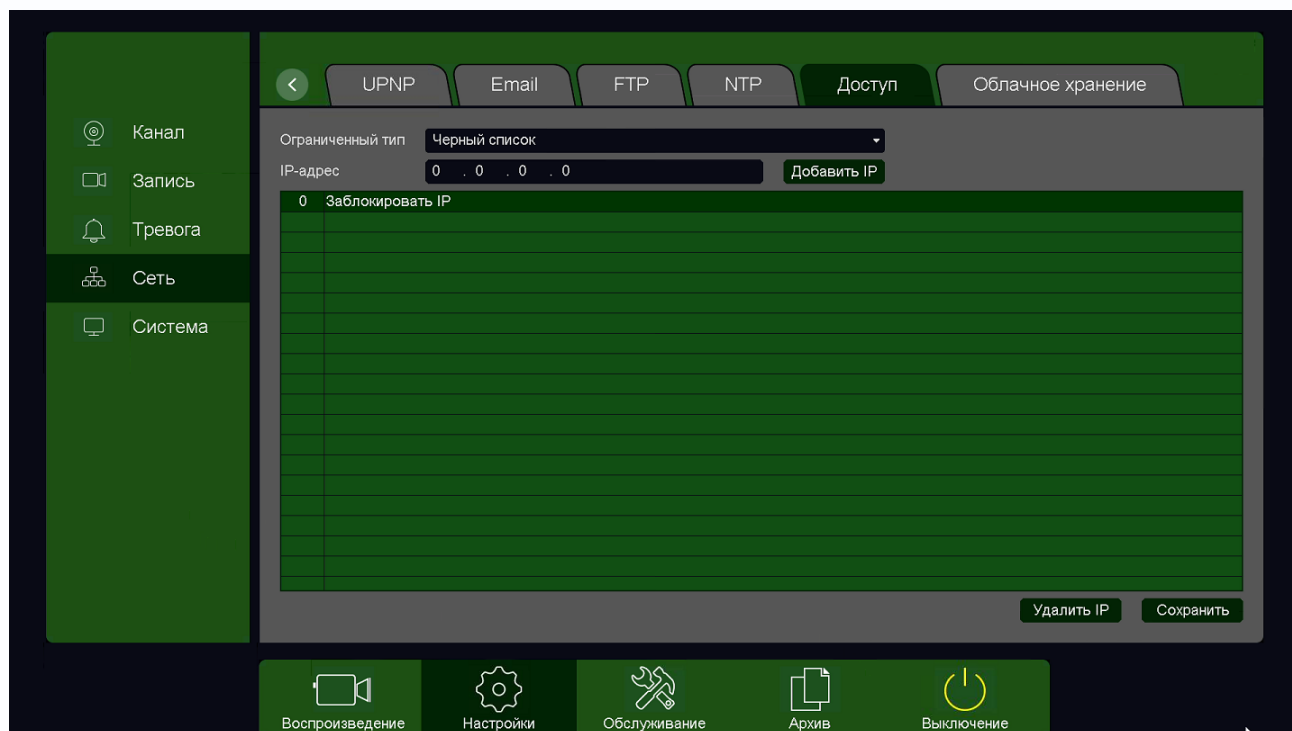 UPNP Email FTP NTP Доступ Облачное хранение
Канал
Запись
Тревога
Сеть
Система
Ограниченный тип Черный список
IP-адрес 0 . 0 . 0 . 0 Добавить IP
0 Заблокировать IP
Удалить IP Сохранить
Воспроизведение Настройки Обслуживание Архив Выключение